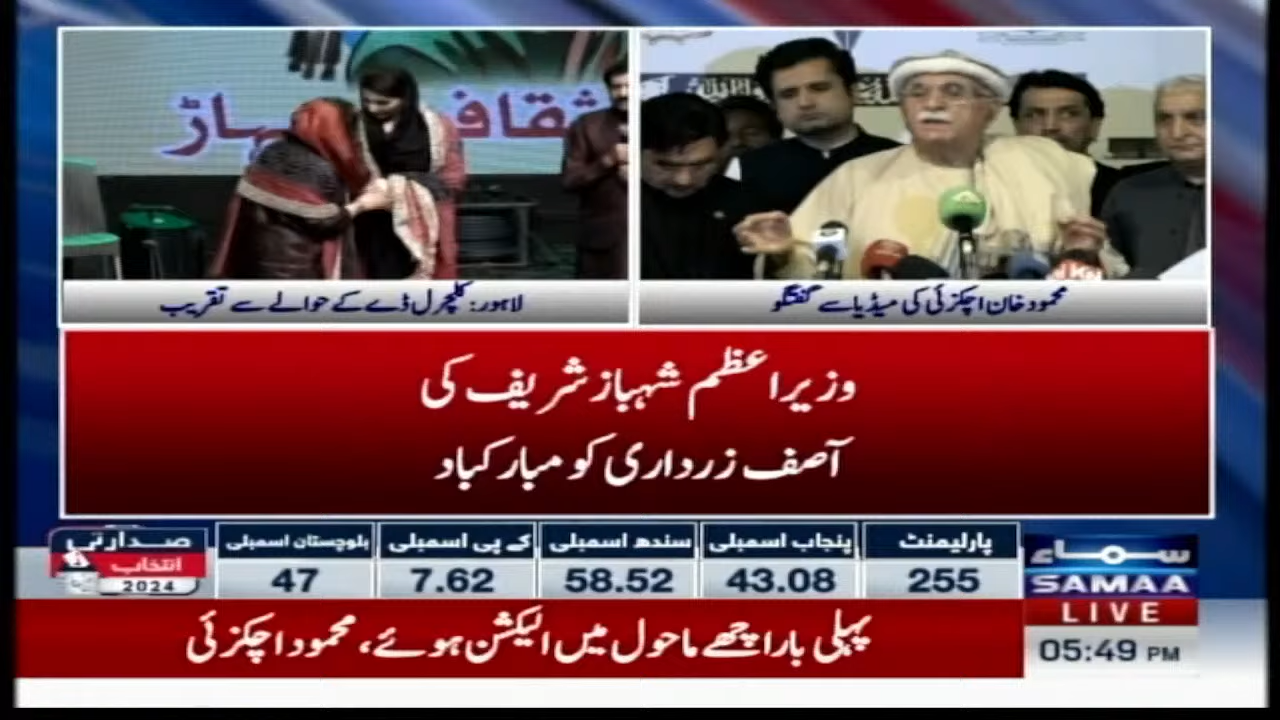 لاہور: کلچرل ڈے کے حوالے سے تقریب
محمود خان اچکزئی کی میڈیا سے گفتگو
وزیراعظم شہباز شریف کی
آصف زرداری کو مبارکباد
صدارتی
انتخاب
2024
بلوچستان اسمبلی
47
کے پی اسمبلی
7.62
سندھ اسمبلی
58.52
پنجاب اسمبلی
43.08
پارلیمنٹ
255
سماء
SAMAA
LIVE
05:49 PM
پہلی بار اچھے ماحول میں الیکشن ہوئے، محمود اچکزئی